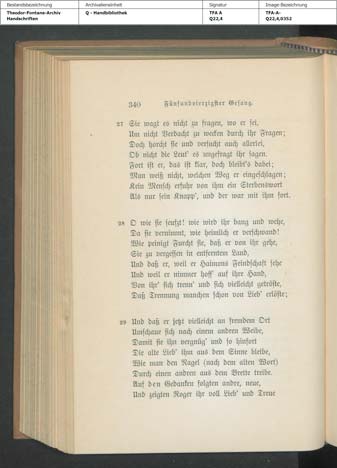 Bestandsbezeichnung Archivalieneinheit Signatur Image-Bezeichnung
Theodor-Fontane-Archiv Q - Handbibliothek TFA A TFA-A-
Handschriften Q22,4 Q22,4,0352
340 Fünfundvierzigster Gesang.
27 Sie wagt es nicht zu fragen, wo er sei,
Um nicht Verdacht zu wecken durch ihr Fragen;
Doch horcht sie und versucht auch allerlei,
Ob nicht die Leut' es ungefragt ihr sagen.
Fort ist er, das ist klar, doch bleibt's dabei;
Man weiß nicht, welchen Weg er eingeschlagen;
Kein Mensch erfuhr von ihm ein Sterbenswort
Als nur sein Knapp', und der war mit ihm fort.
28 O wie sie seufzt! wie wird ihr bang und wehe,
Da sie vernimmt, wie heimlich er verschwand!
Wie peinigt Furcht sie, daß er von ihr gehe,
Sie zu vergessen in entferntem Land,
Und daß er, weil er Haimons Feindschaft sehe
Und weil er nimmer hoff' auf ihre Hand,
Von ihr' sich trenn' und sich vielleicht getröste,
Daß Trennung manchen schon von Lieb' erlöste;
29 Und daß er jetzt vielleicht an fremdem Ort
Umschaue sich nach einem andren Weibe,
Damit sie ihn vergnüg' und so hinfort
Die alte Lieb' ihm aus dem Sinne bleibe,
Wie man den Nagel (nach dem alten Wort)
Durch einen andren aus dem Brette treibe.
Auf den Gedanken folgten andre, neue,
Und zeigten Roger ihr voll Lieb' und Treue